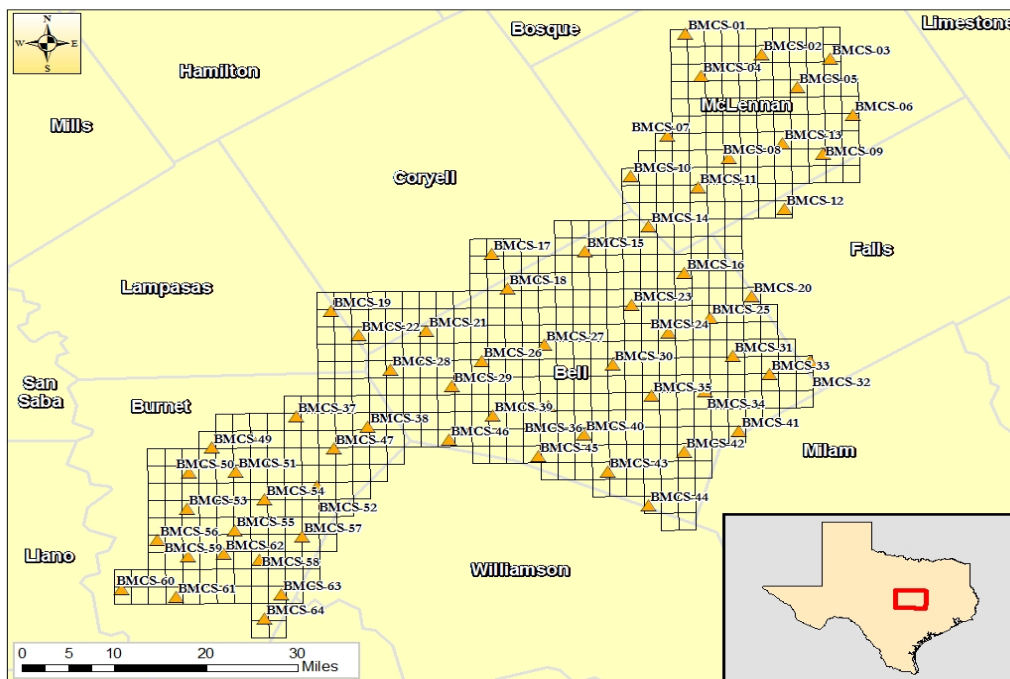 N
W E
S
Bosque
Limestone
Hamilton
Mills
McLennan
Coryell
Falls
Lampasas
San
Saba
Burnet
Bell
Milam
Llano
Williamson
BMCS-01
BMCS-02
BMCS-03
BMCS-04
BMCS-05
BMCS-06
BMCS-07
BMCS-13
BMCS-08
BMCS-09
BMCS-10
BMCS-11
BMCS-12
BMCS-14
BMCS-17
BMCS-15
BMCS-16
BMCS-18
BMCS-20
BMCS-19
BMCS-23
BMCS-25
BMCS-22
BMCS-21
BMCS-24
BMCS-27
BMCS-31
BMCS-26
BMCS-28
BMCS-30
BMCS-33
BMCS-29
BMCS-32
BMCS-35
BMCS-34
BMCS-37
BMCS-39
BMCS-38
BMCS-36
BMCS-40
BMCS-41
BMCS-49
BMCS-47
BMCS-46
BMCS-45
BMCS-42
BMCS-50
BMCS-51
BMCS-43
BMCS-54
BMCS-53
BMCS-52
BMCS-44
BMCS-55
BMCS-57
BMCS-56
BMCS-59
BMCS-62
BMCS-58
BMCS-60
BMCS-61
BMCS-63
BMCS-64
0 5 10 20 30
Miles